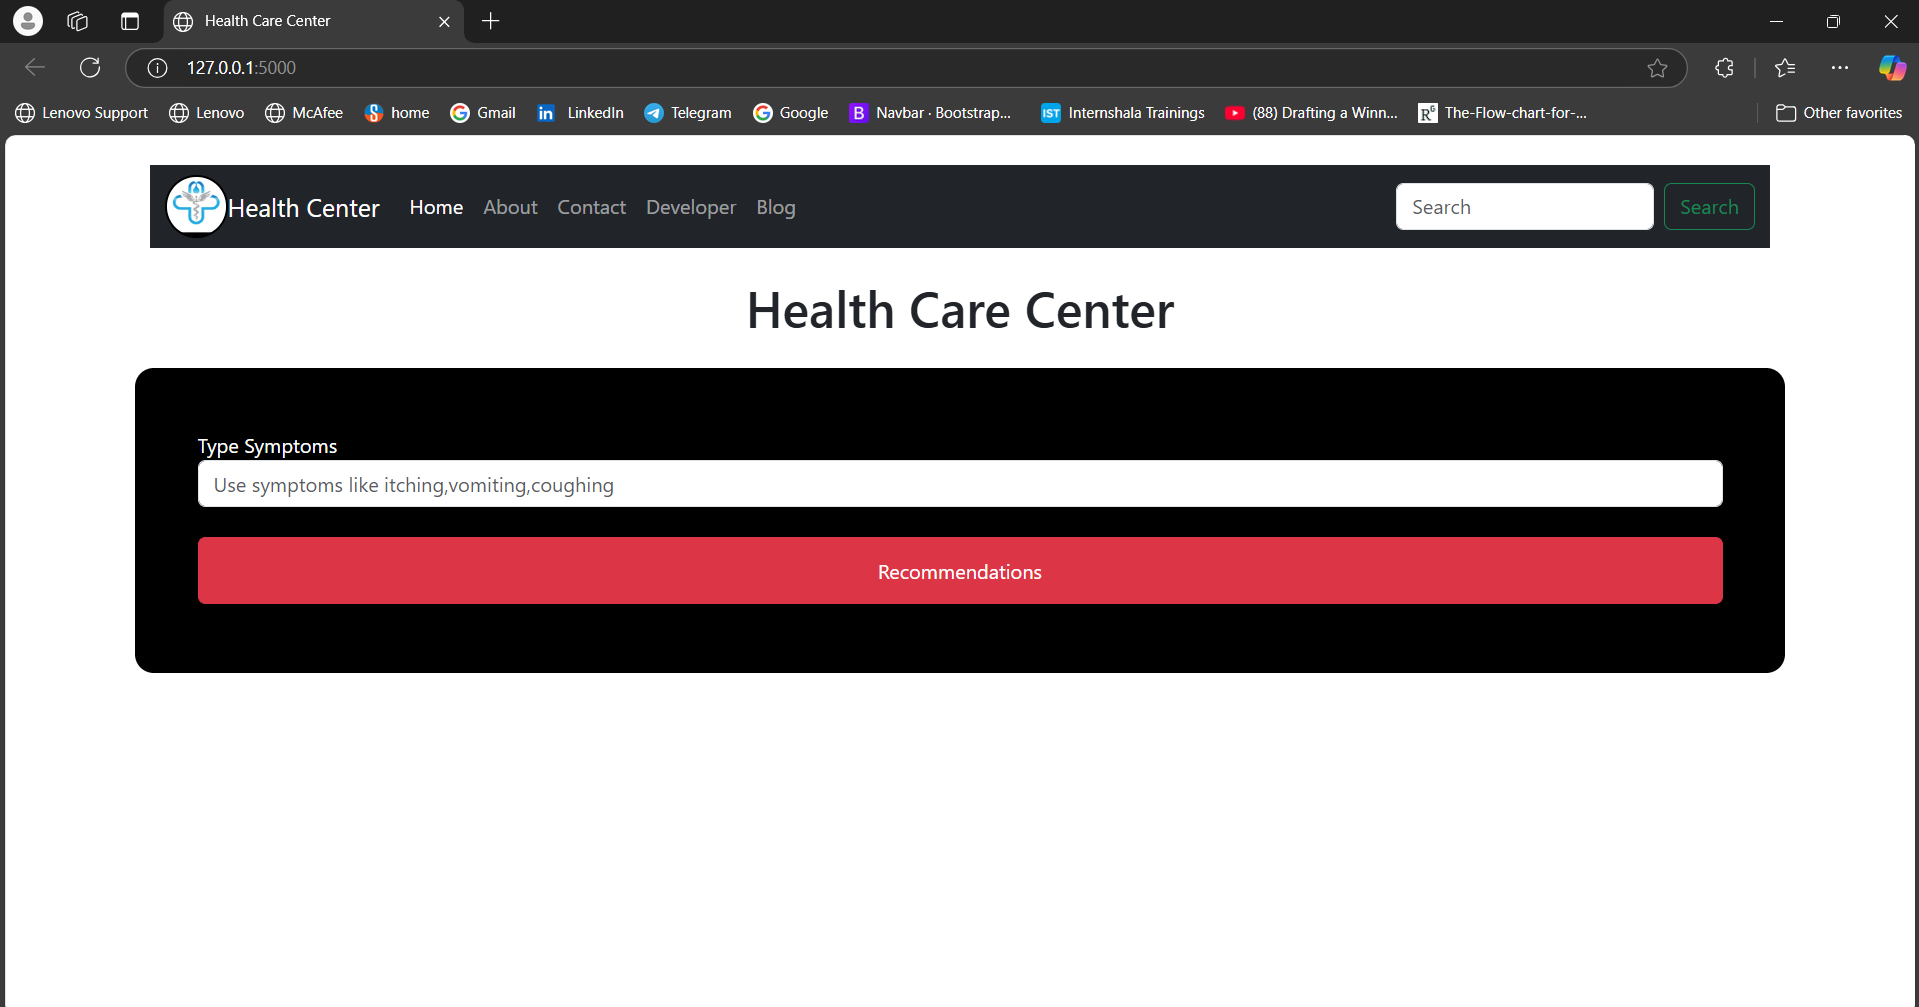 Health Care Center
127.0.0.1:5000
Lenovo Support Lenovo McAfee home Gmail LinkedIn Telegram Google Navbar · Bootstrap... Internshala Trainings (88) Drafting a Winn... The-Flow-chart-for-... Other favorites
Health Center Home About Contact Developer Blog Search Search
Health Care Center
Type Symptoms
Use symptoms like itching,vomiting,coughing
Recommendations